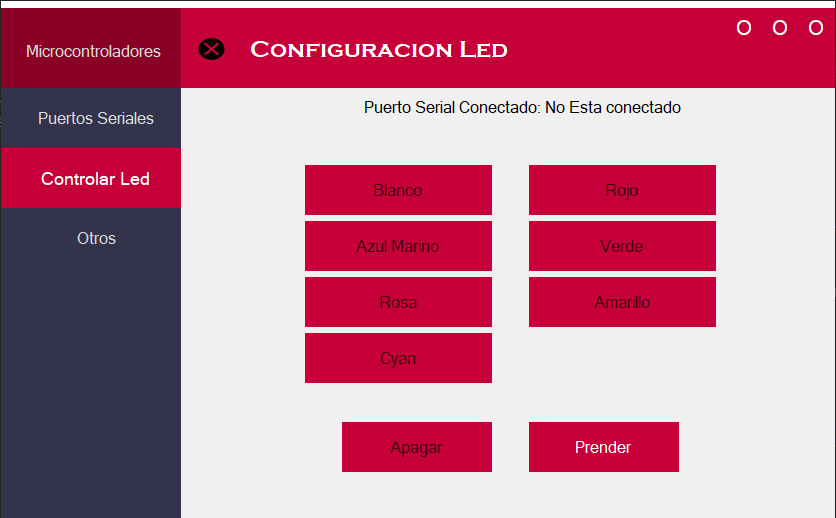 Microcontroladores
Configuracion Led
O O O
Puertos Seriales
Controlar Led
Otros
Puerto Serial Conectado: No Esta conectado
Blanco
Rojo
Azul Marino
Verde
Rosa
Amarillo
Cyan
Apagar
Prender